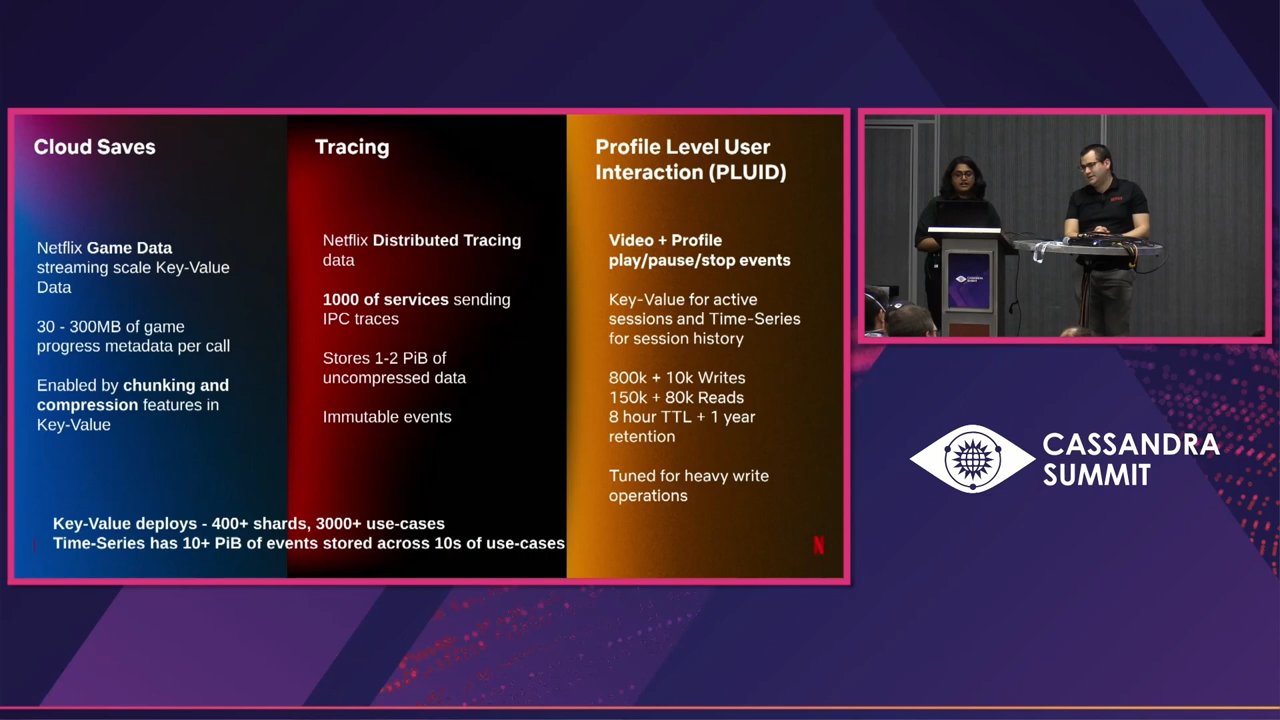 Cloud Saves
Netflix Game Data
streaming scale Key-Value
Data
30 - 300MB of game
progress metadata per call
Enabled by chunking and
compression features in
Key-Value
Tracing
Netflix Distributed Tracing
data
1000 of services sending
IPC traces
Stores 1-2 PiB of
uncompressed data
Immutable events
Profile Level User
Interaction (PLUID)
Video + Profile
play/pause/stop events
Key-Value for active
sessions and Time-Series
for session history
800k + 10k Writes
150k + 80k Reads
8 hour TTL + 1 year
retention
Tuned for heavy write
operations
Key-Value deploys - 400+ shards, 3000+ use-cases
Time-Series has 10+ PiB of events stored across 10s of use-cases
N
CASSANDRA
SUMMIT
CASSANDRA
SUMMIT